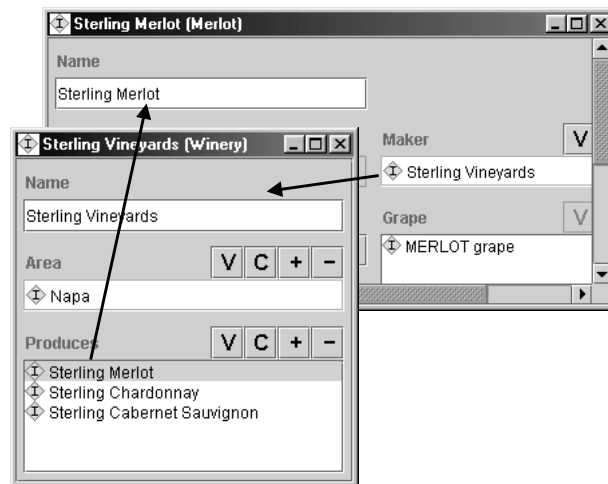 Sterling Merlot (Merlot)
Name
Sterling Merlot
Maker V
Sterling Vineyards
Grape V
MERLOT grape
Sterling Vineyards (Winery)
Name
Sterling Vineyards
Area V C + −
Napa
Produces V C + −
Sterling Merlot
Sterling Chardonnay
Sterling Cabernet Sauvignon